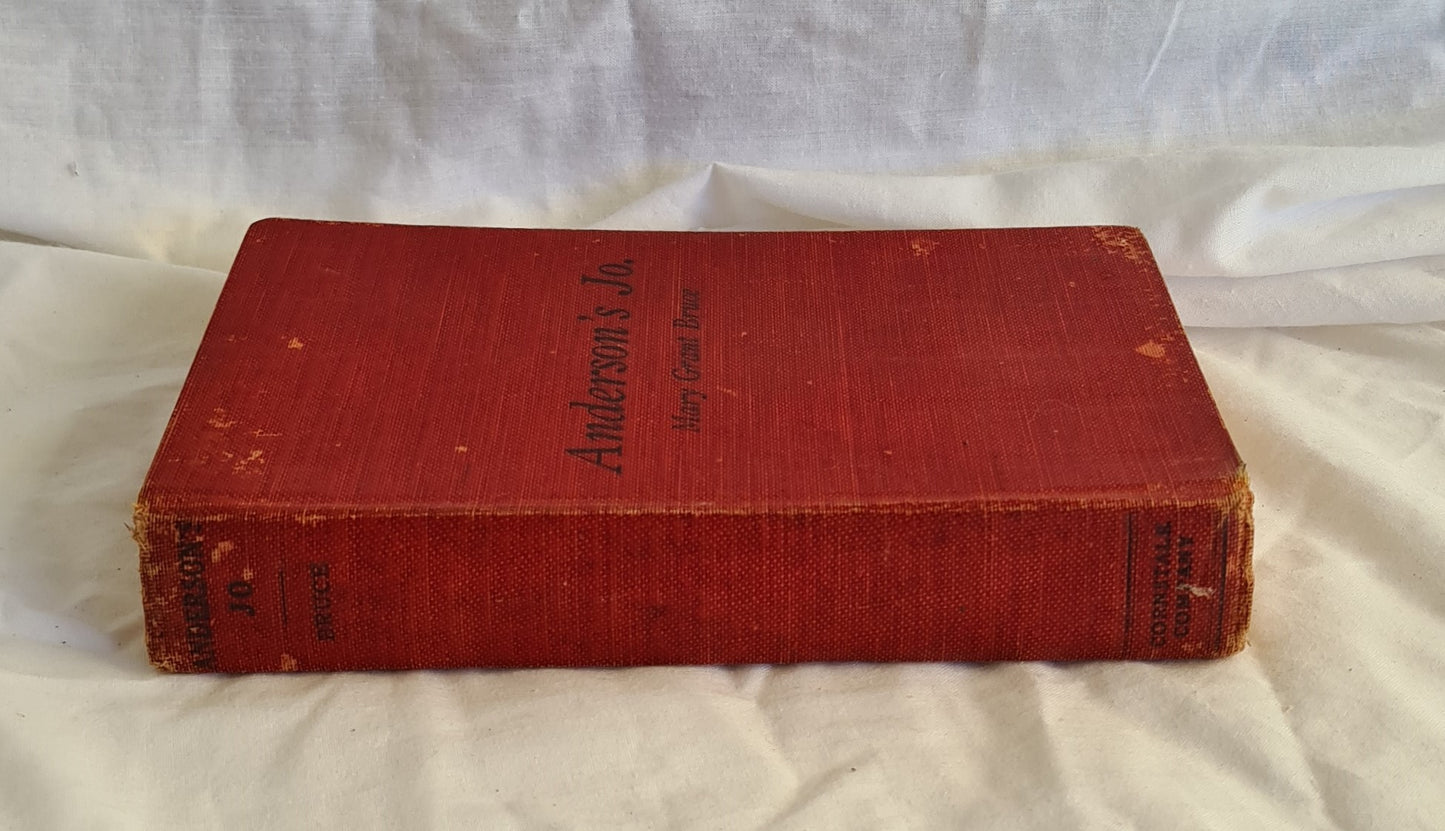 Anderson's Jo.
Mary Grant Bruce
ANDERSON'S
JO
BRUCE
CORNSTALK
COMPANY